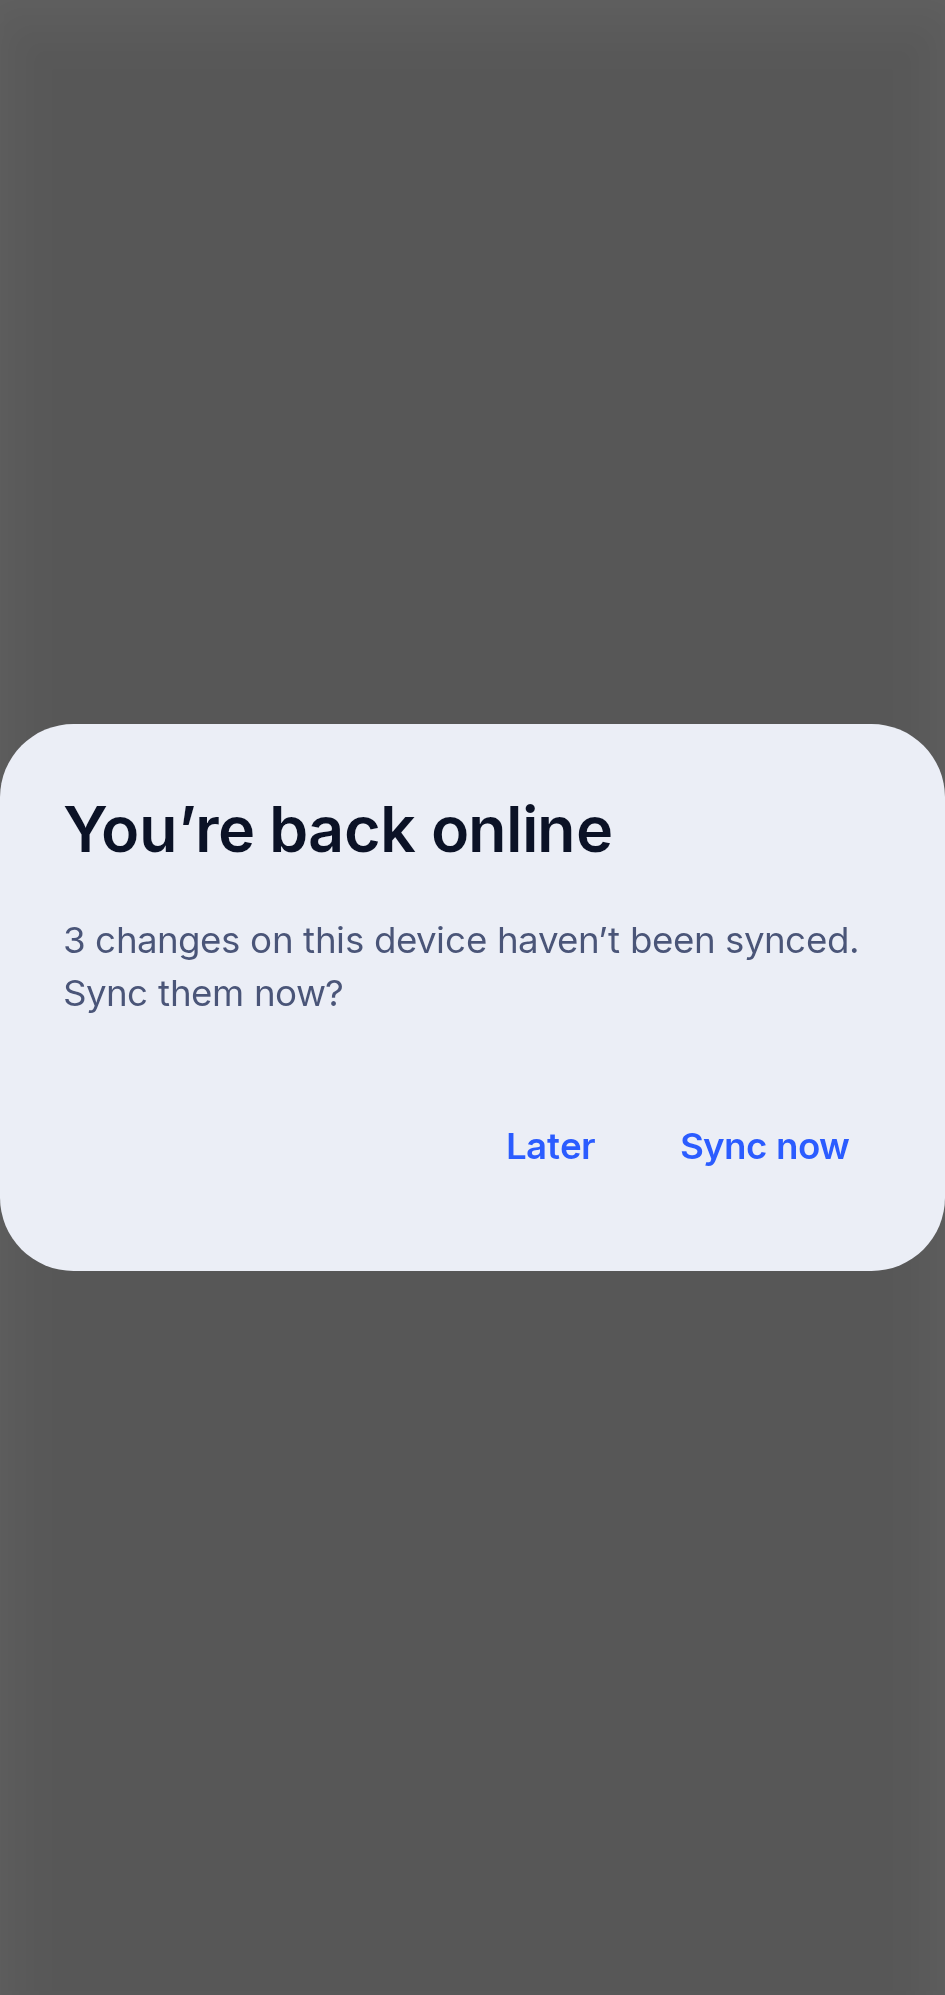 You’re back online
3 changes on this device haven’t been synced.
Sync them now?
Later
Sync now